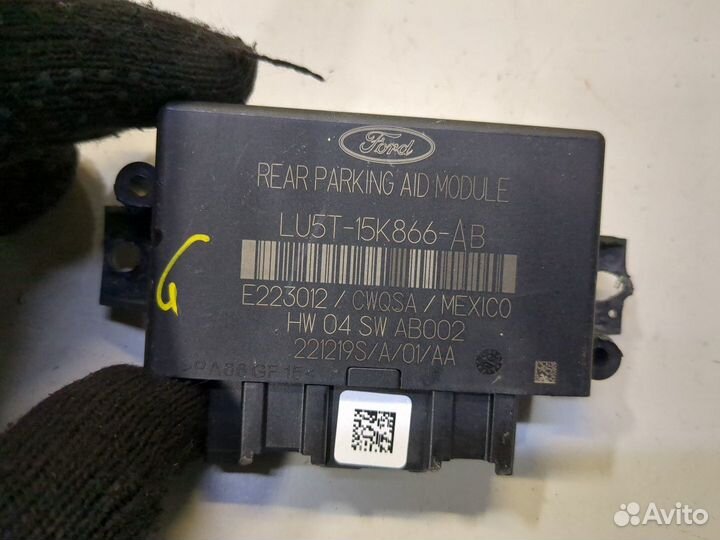 Ford
REAR PARKING AID MODULE
LU5T-15K866-AB
E223012 / CWQSA / MEXICO
HW 04 SW AB002
221219S/A/01/AA
G
Avito